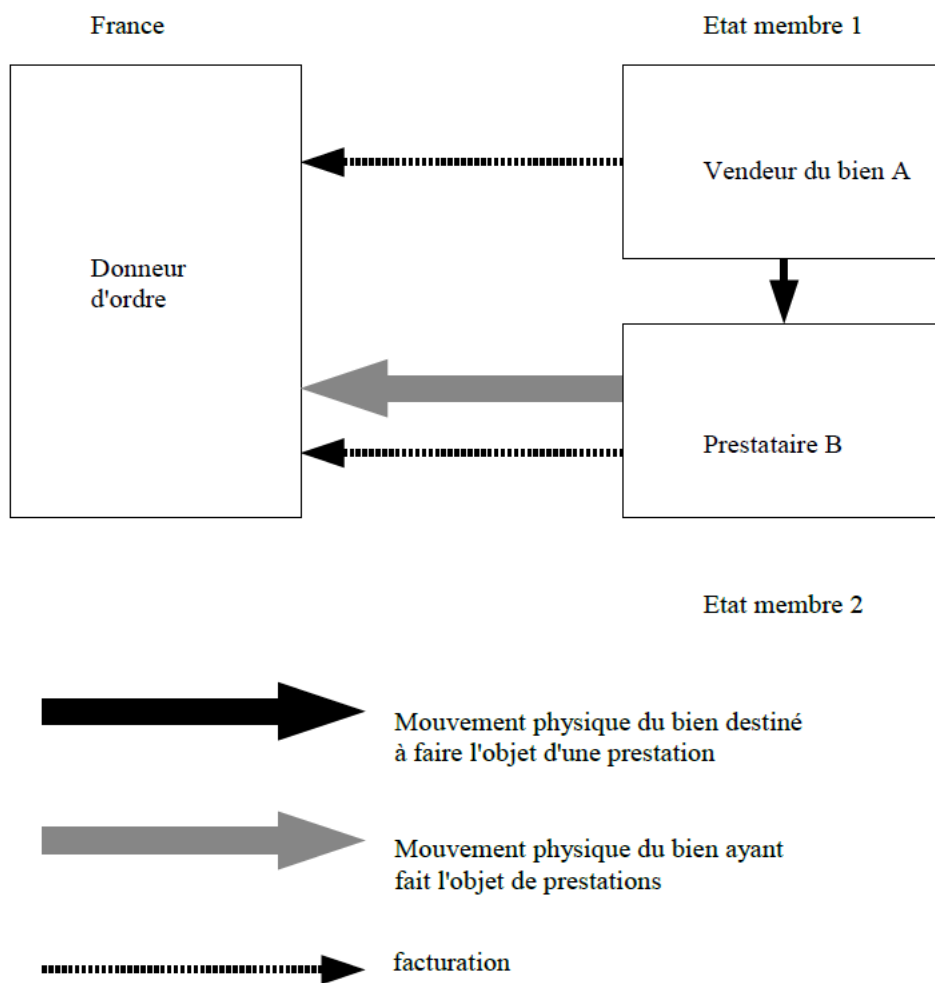 France
Etat membre 1
Vendeur du bien A
Donneur
d'ordre
Prestataire B
Etat membre 2
Mouvement physique du bien destiné
à faire l'objet d'une prestation
Mouvement physique du bien ayant
fait l'objet de prestations
facturation